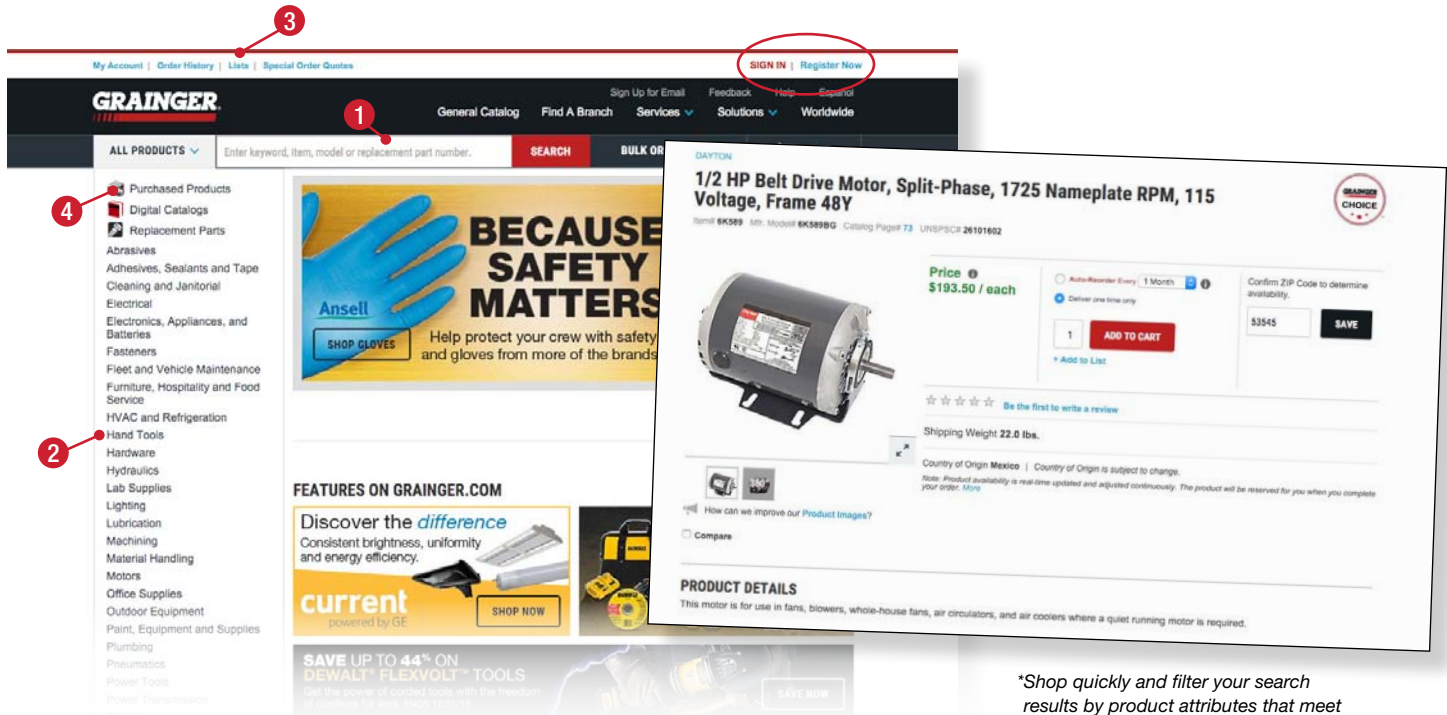 3
My Account | Order History | Lists | Special Order Quotes
SIGN IN | Register Now
GRAINGER
Sign Up for Email Feedback Help Español
General Catalog Find A Branch Services Solutions Worldwide
1
ALL PRODUCTS
Enter keyword, item, model or replacement part number.
SEARCH
BULK OR
4
Purchased Products
Digital Catalogs
Replacement Parts
Abrasives
Adhesives, Sealants and Tape
Cleaning and Janitorial
Electrical
Electronics, Appliances, and
Batteries
Fasteners
Fleet and Vehicle Maintenance
Furniture, Hospitality and Food
Service
HVAC and Refrigeration
2
Hand Tools
Hardware
Hydraulics
Lab Supplies
Lighting
Lubrication
Machining
Material Handling
Motors
Office Supplies
Outdoor Equipment
Paint, Equipment and Supplies
Plumbing
Pneumatics
Power Tools
Power Transmission
BECAUSE
SAFETY
MATTERS
Ansell
SHOP GLOVES
Help protect your crew with safety
and gloves from more of the brands
FEATURES ON GRAINGER.COM
Discover the difference
Consistent brightness, uniformity
and energy efficiency.
current
powered by GE
SHOP NOW
SAVE UP TO 44% ON
DEWALT® FLEXVOLT™ TOOLS
Get the power of corded tools with the freedom
SAVE NOW
DAYTON
1/2 HP Belt Drive Motor, Split-Phase, 1725 Nameplate RPM, 115
Voltage, Frame 48Y
GRAINGER
CHOICE
Item# 6K589 Mfr. Model# 6K589BG Catalog Page# 73 UNSPSC# 26101602
Price
$193.50 / each
Auto-Reorder Every 1 Month
Deliver one time only
1
ADD TO CART
+ Add to List
Confirm ZIP Code to determine
availability.
53545
SAVE
Be the first to write a review
Shipping Weight 22.0 lbs.
Country of Origin Mexico | Country of Origin is subject to change.
Note: Product availability is real-time updated and adjusted continuously. The product will be reserved for you when you complete
your order. More
360°
How can we improve our Product Images?
Compare
PRODUCT DETAILS
This motor is for use in fans, blowers, whole-house fans, air circulators, and air coolers where a quiet running motor is required.
*Shop quickly and filter your search
results by product attributes that meet